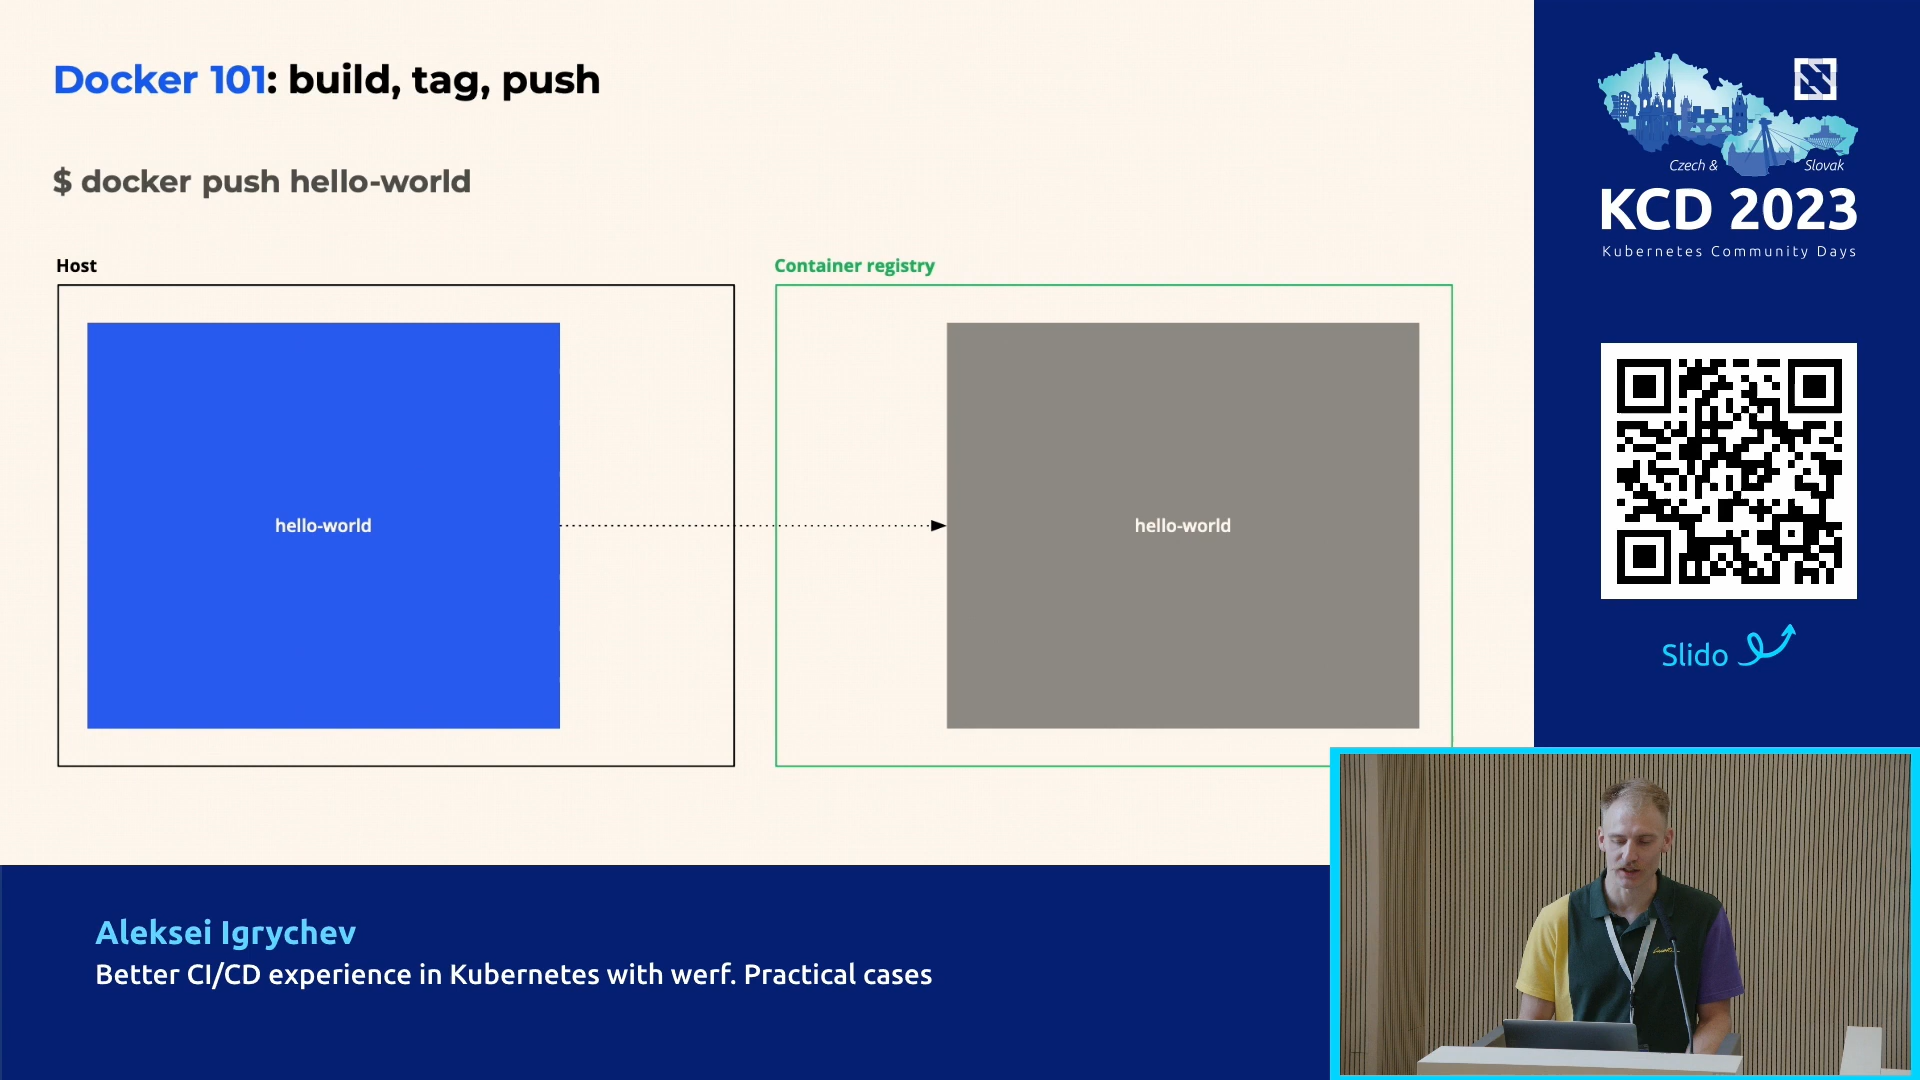 Docker 101: build, tag, push
$ docker push hello-world
Host
Container registry
hello-world
hello-world
Czech &
Slovak
KCD 2023
Kubernetes Community Days
Slido
Aleksei Igrychev
Better CI/CD experience in Kubernetes with werf. Practical cases